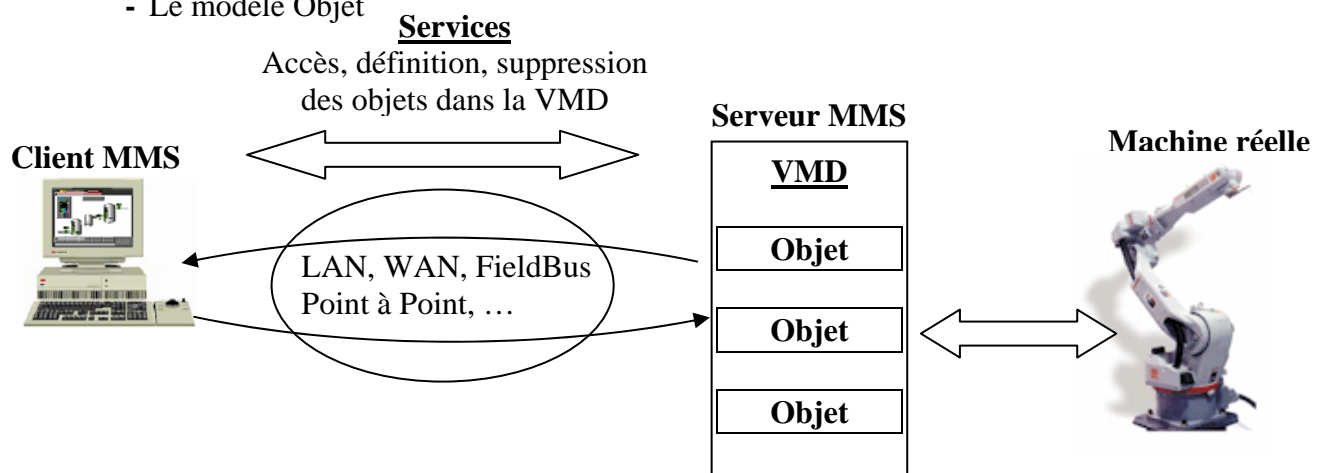 - Le modèle Objet
Services
Accès, définition, suppression
des objets dans la VMD
Serveur MMS
Machine réelle
Client MMS
VMD
Objet
LAN, WAN, FieldBus
Point à Point, …
Objet
Objet